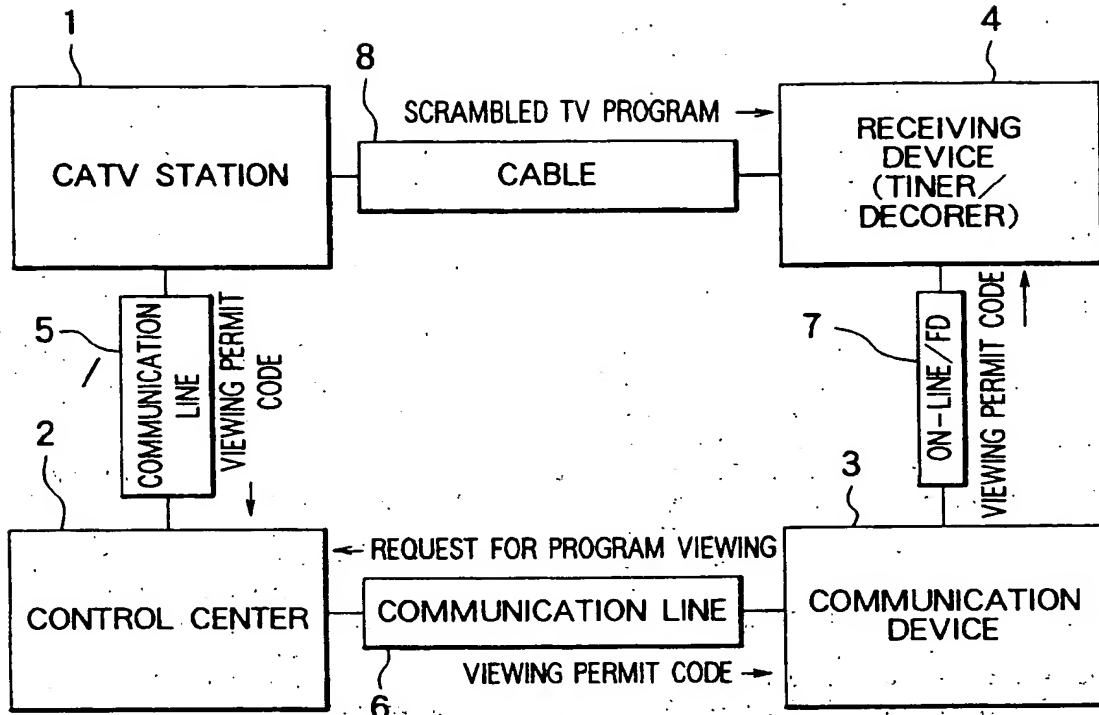 1
8
4
SCRAMBLED TV PROGRAM →
CATV STATION
CABLE
RECEIVING
DEVICE
(TINER/
DECORER)
5
COMMUNICATION
LINE
VIEWING PERMIT
CODE
↓
7
ON-LINE/FD
VIEWING PERMIT CODE
↑
2
3
← REQUEST FOR PROGRAM VIEWING
CONTROL CENTER
COMMUNICATION LINE
COMMUNICATION
DEVICE
VIEWING PERMIT CODE →
6